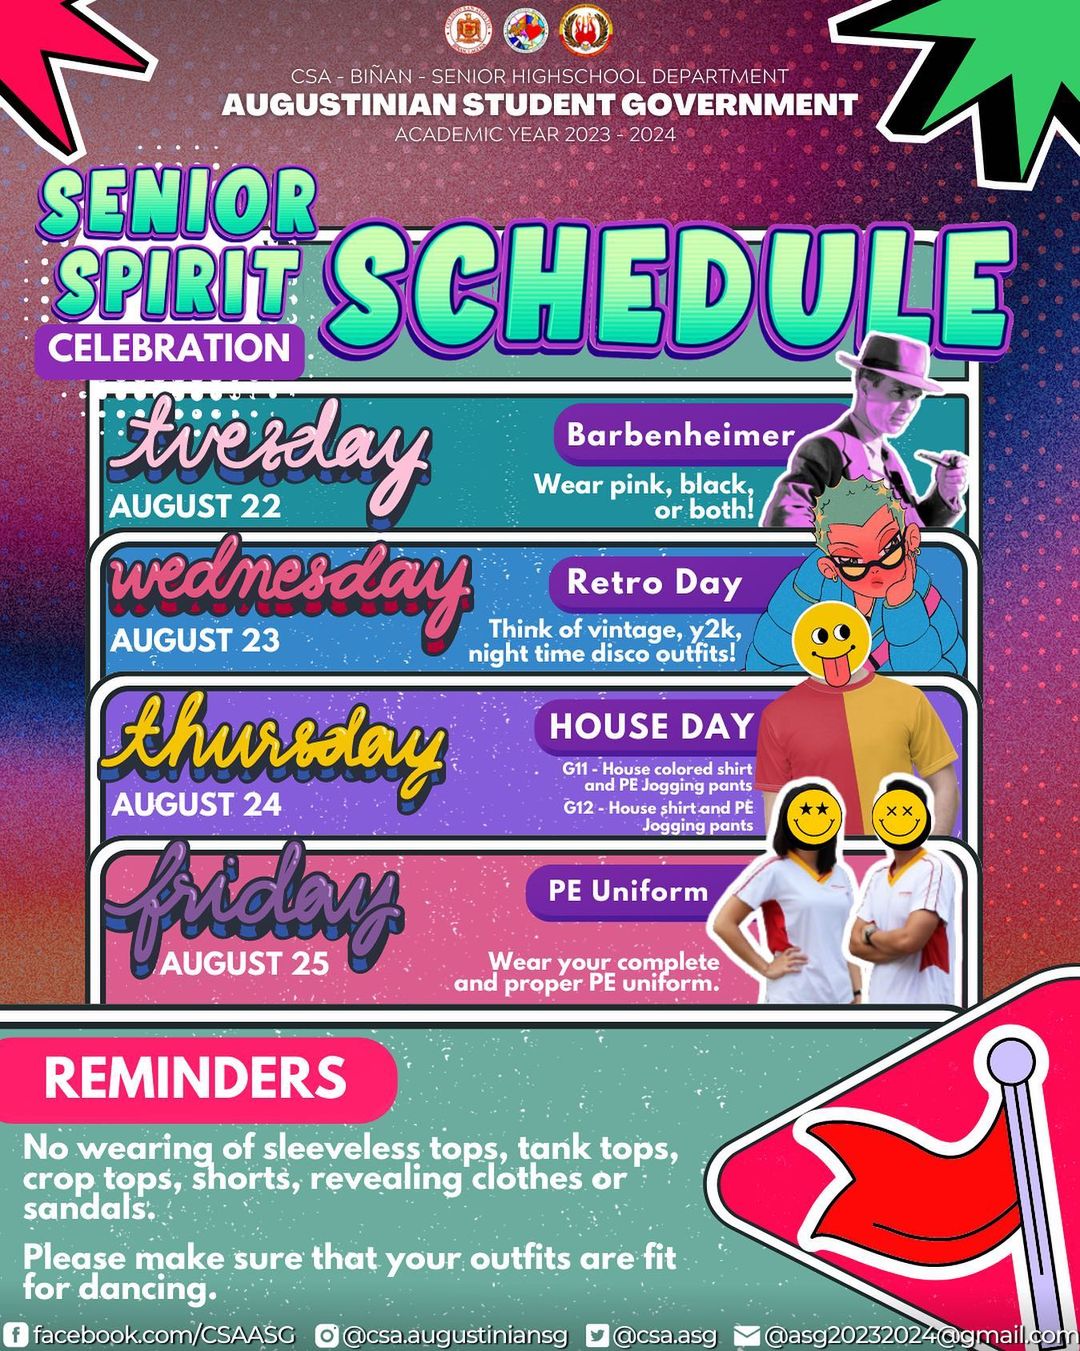 CSA - BIÑAN - SENIOR HIGHSCHOOL DEPARTMENT
AUGUSTINIAN STUDENT GOVERNMENT
ACADEMIC YEAR 2023 - 2024
SENIOR
SPIRIT
CELEBRATION
SCHEDULE
tuesday
AUGUST 22
Barbenheimer
Wear pink, black,
or both!
wednesday
AUGUST 23
Retro Day
Think of vintage, y2k,
night time disco outfits!
thursday
AUGUST 24
HOUSE DAY
G11 - House colored shirt
and PE Jogging pants
G12 - House shirt and PE
Jogging pants
friday
AUGUST 25
PE Uniform
Wear your complete
and proper PE uniform.
REMINDERS
No wearing of sleeveless tops, tank tops,
crop tops, shorts, revealing clothes or
sandals.
Please make sure that your outfits are fit
for dancing.
facebook.com/CSAASG @csa.augustiniansg @csa.asg @asg20232024@gmail.com